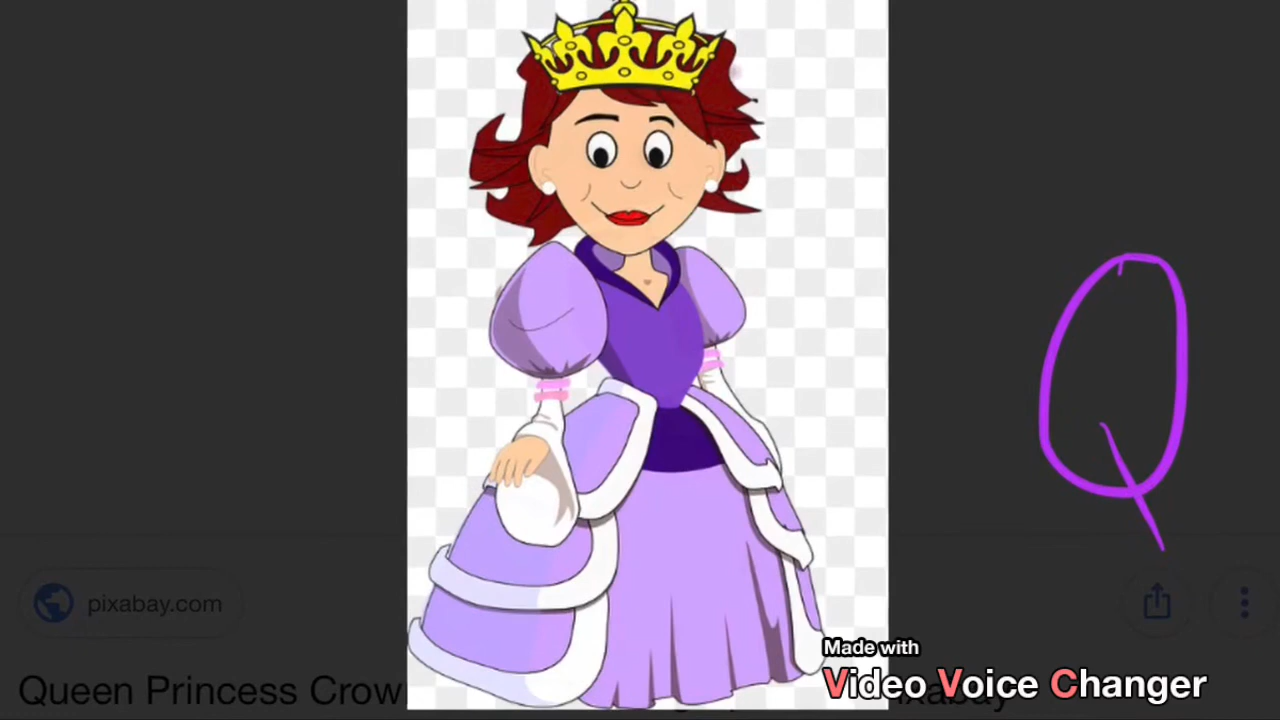 Q
pixabay.com
Made with
Video Voice Changer
Queen Princess Crow